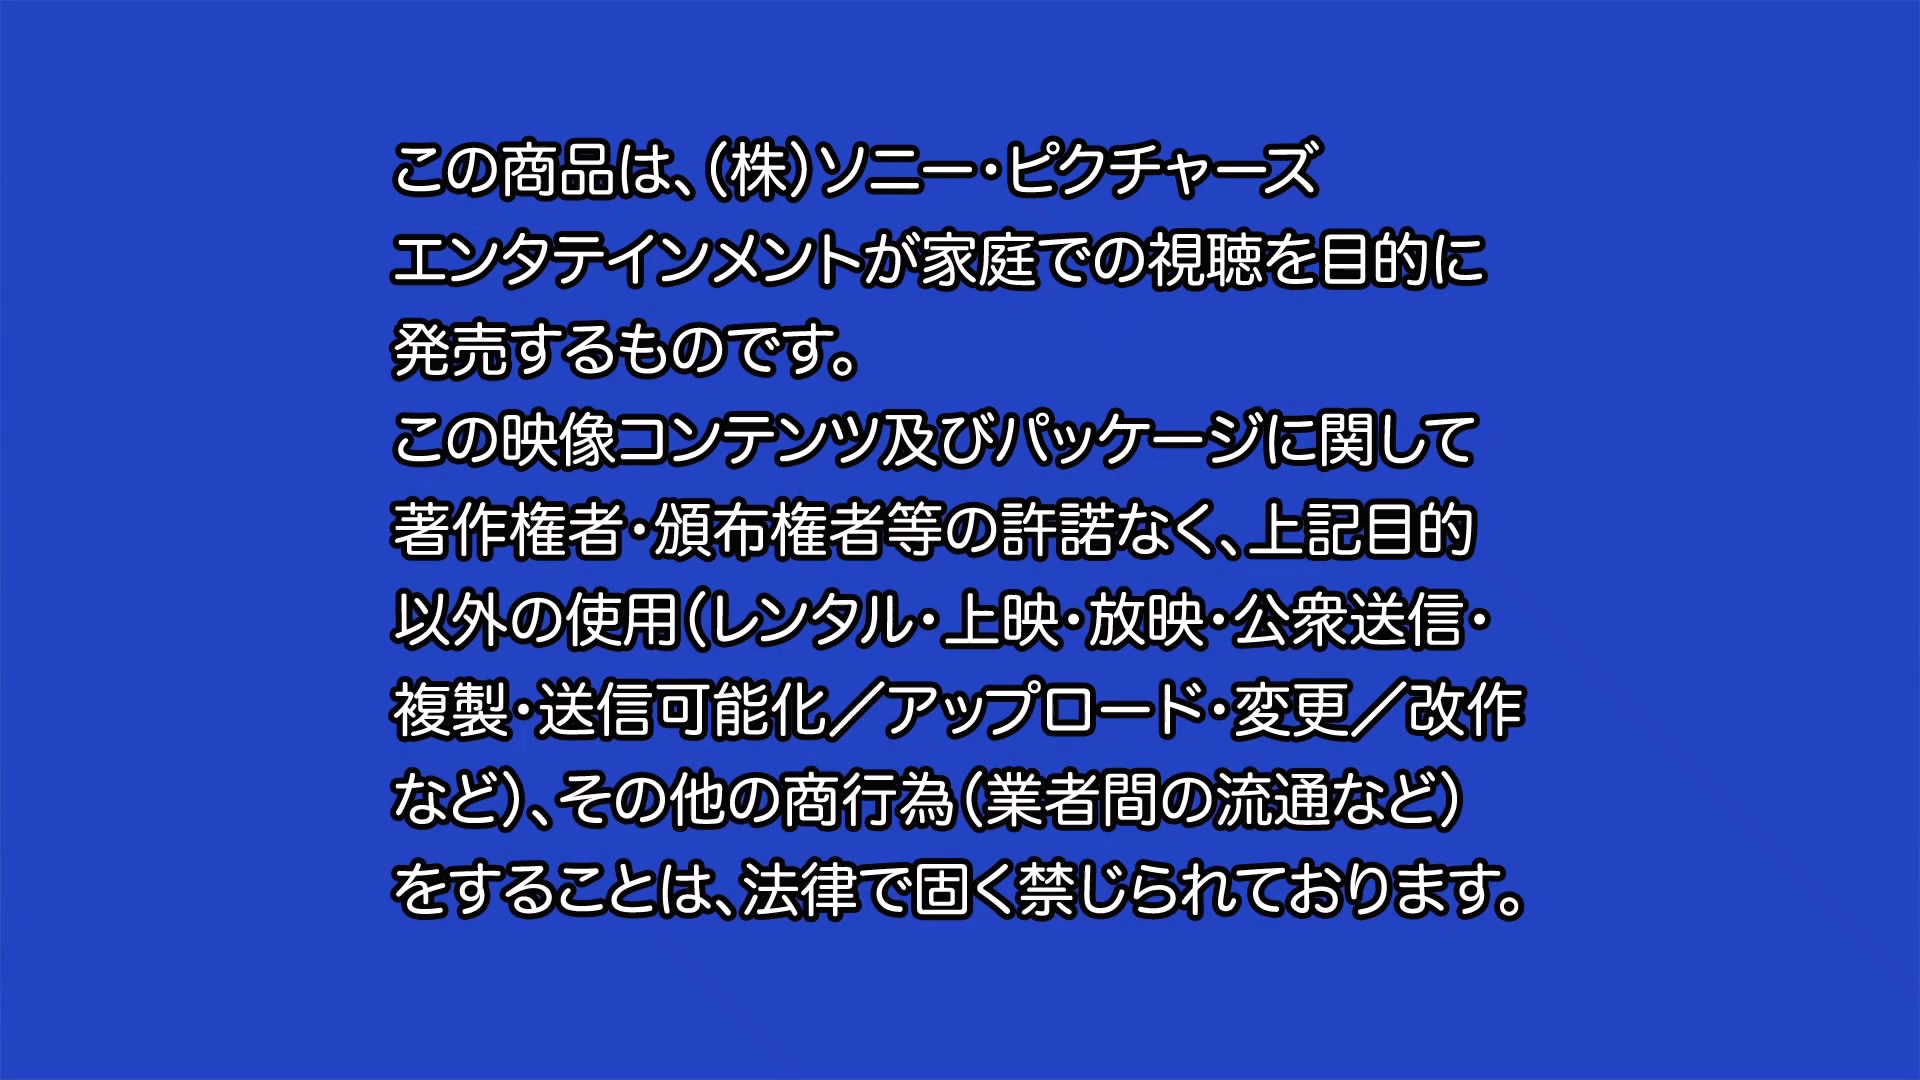 この商品は、(株)ソニー・ピクチャーズ
エンタテインメントが家庭での視聴を目的に
発売するものです。
この映像コンテンツ及びパッケージに関して
著作権者・頒布権者等の許諾なく、上記目的
以外の使用(レンタル・上映・放映・公衆送信・
複製・送信可能化／アップロード・変更／改作
など)、その他の商行為(業者間の流通など)
をすることは、法律で固く禁じられております。